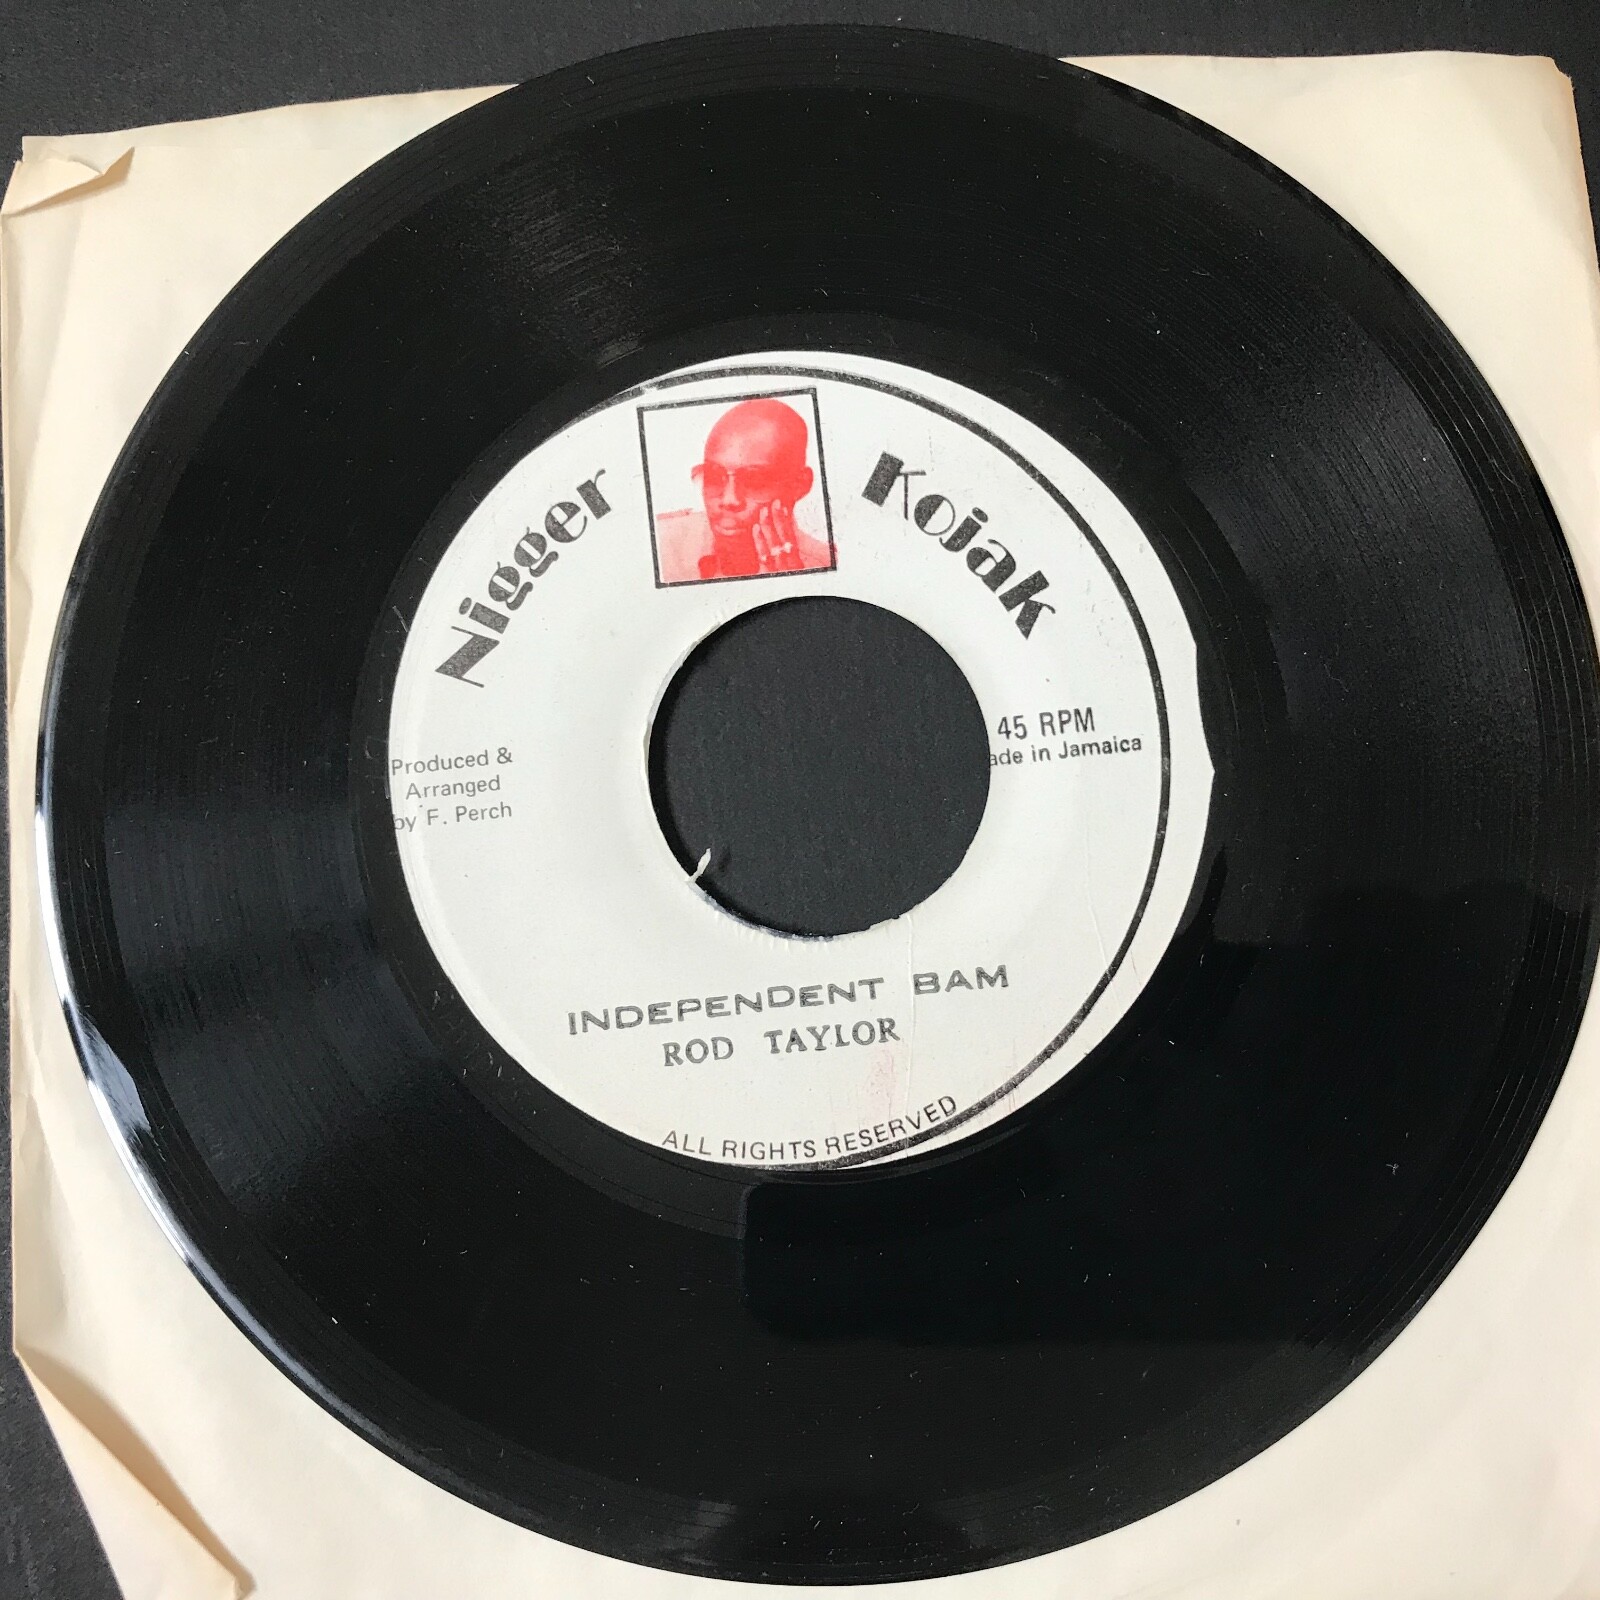 Nigger Kojak
45 RPM
ade in Jamaica
Produced &
Arranged
by F. Perch
INDEPENDENT BAM
ROD TAYLOR
ALL RIGHTS RESERVED